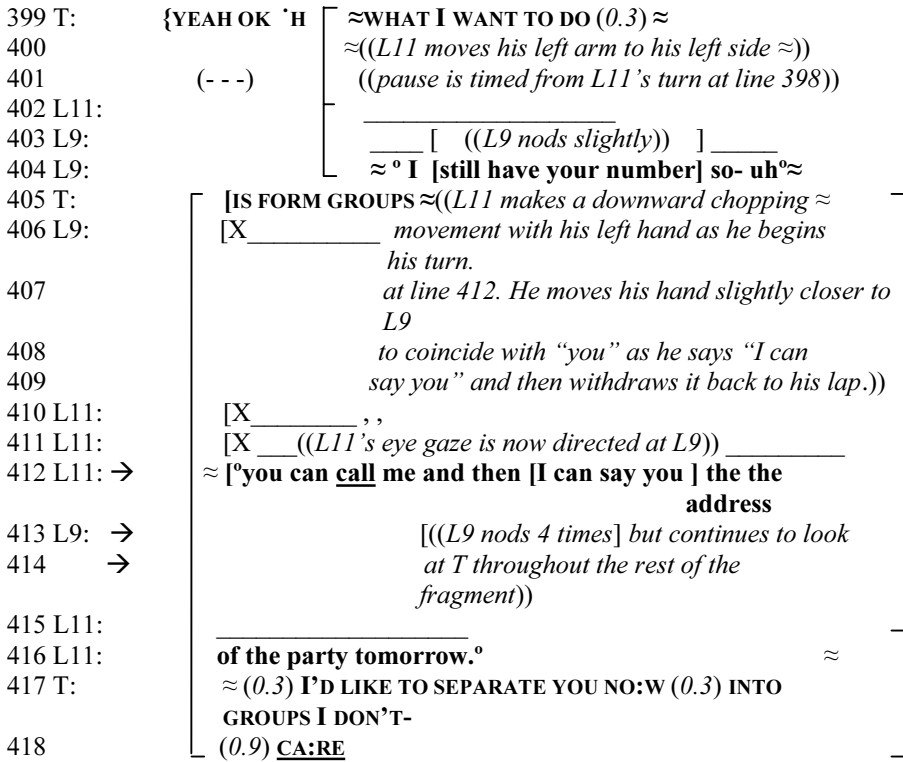 399 T: {YEAH OK ˙H ≈WHAT I WANT TO DO (0.3) ≈
400 ≈((L11 moves his left arm to his left side ≈))
401 (- - -) ((pause is timed from L11’s turn at line 398))
402 L11: ___________________
403 L9: ____ [ ((L9 nods slightly)) ] _____
404 L9: ≈ º I [still have your number] so- uhº≈
405 T: [IS FORM GROUPS ≈((L11 makes a downward chopping ≈
406 L9: [X__________ movement with his left hand as he begins
his turn.
407 at line 412. He moves his hand slightly closer to
L9
408 to coincide with “you” as he says “I can
409 say you” and then withdraws it back to his lap.))
410 L11: [X________ , ,
411 L11: [X ___((L11’s eye gaze is now directed at L9)) _________
412 L11: → ≈ [ºyou can call me and then [I can say you ] the the
address
413 L9: → [((L9 nods 4 times] but continues to look
414 → at T throughout the rest of the
fragment))
415 L11: ___________________
416 L11: of the party tomorrow.º ≈
417 T: ≈ (0.3) I’D LIKE TO SEPARATE YOU NO:W (0.3) INTO
GROUPS I DON’T-
418 (0.9) CA:RE